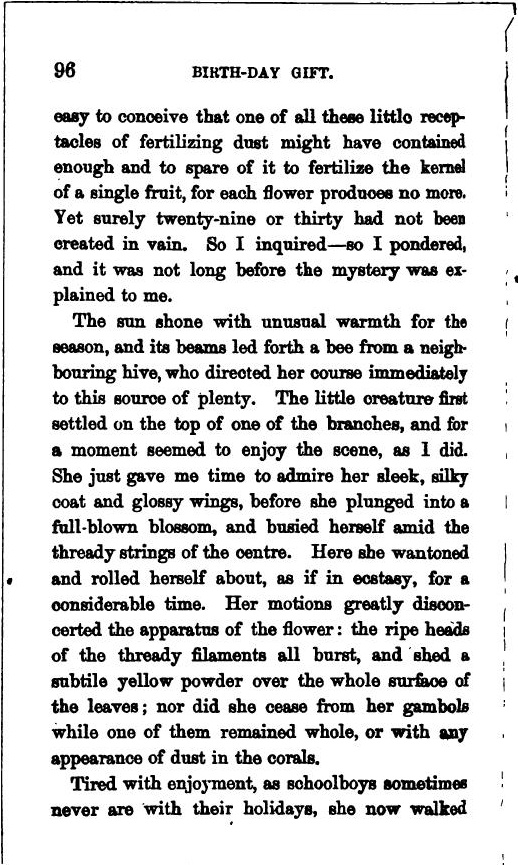 96 BIRTH-DAY GIFT.
easy to conceive that one of all these little recep-
tacles of fertilizing dust might have contained
enough and to spare of it to fertilize the kernel
of a single fruit, for each flower produces no more.
Yet surely twenty-nine or thirty had not been
created in vain. So I inquired—so I pondered,
and it was not long before the mystery was ex-
plained to me.
The sun shone with unusual warmth for the
season, and its beams led forth a bee from a neigh-
bouring hive, who directed her course immediately
to this source of plenty. The little creature first
settled on the top of one of the branches, and for
a moment seemed to enjoy the scene, as I did.
She just gave me time to admire her sleek, silky
coat and glossy wings, before she plunged into a
full-blown blossom, and busied herself amid the
thready strings of the centre. Here she wantoned
and rolled herself about, as if in ecstasy, for a
considerable time. Her motions greatly discon-
certed the apparatus of the flower: the ripe heads
of the thready filaments all burst, and shed a
subtile yellow powder over the whole surface of
the leaves; nor did she cease from her gambols
while one of them remained whole, or with any
appearance of dust in the corals.
Tired with enjoyment, as schoolboys sometimes
never are with their holidays, she now walked